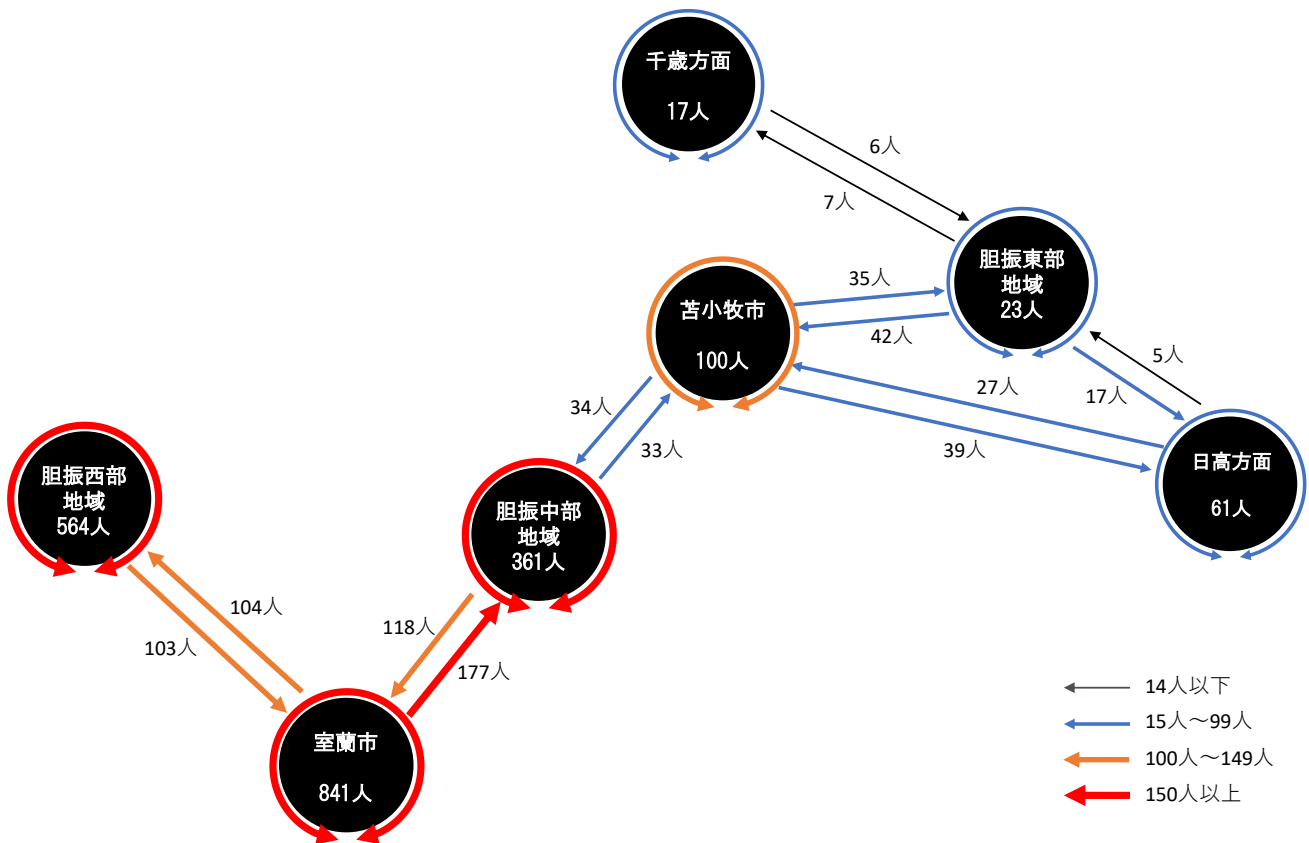 千歳方面
17人
6人
7人
胆振東部
地域
23人
苫小牧市
100人
35人
42人
5人
17人
27人
39人
日高方面
61人
34人
33人
胆振西部
地域
564人
胆振中部
地域
361人
104人
103人
118人
177人
室蘭市
841人
14人以下
15人～99人
100人～149人
150人以上